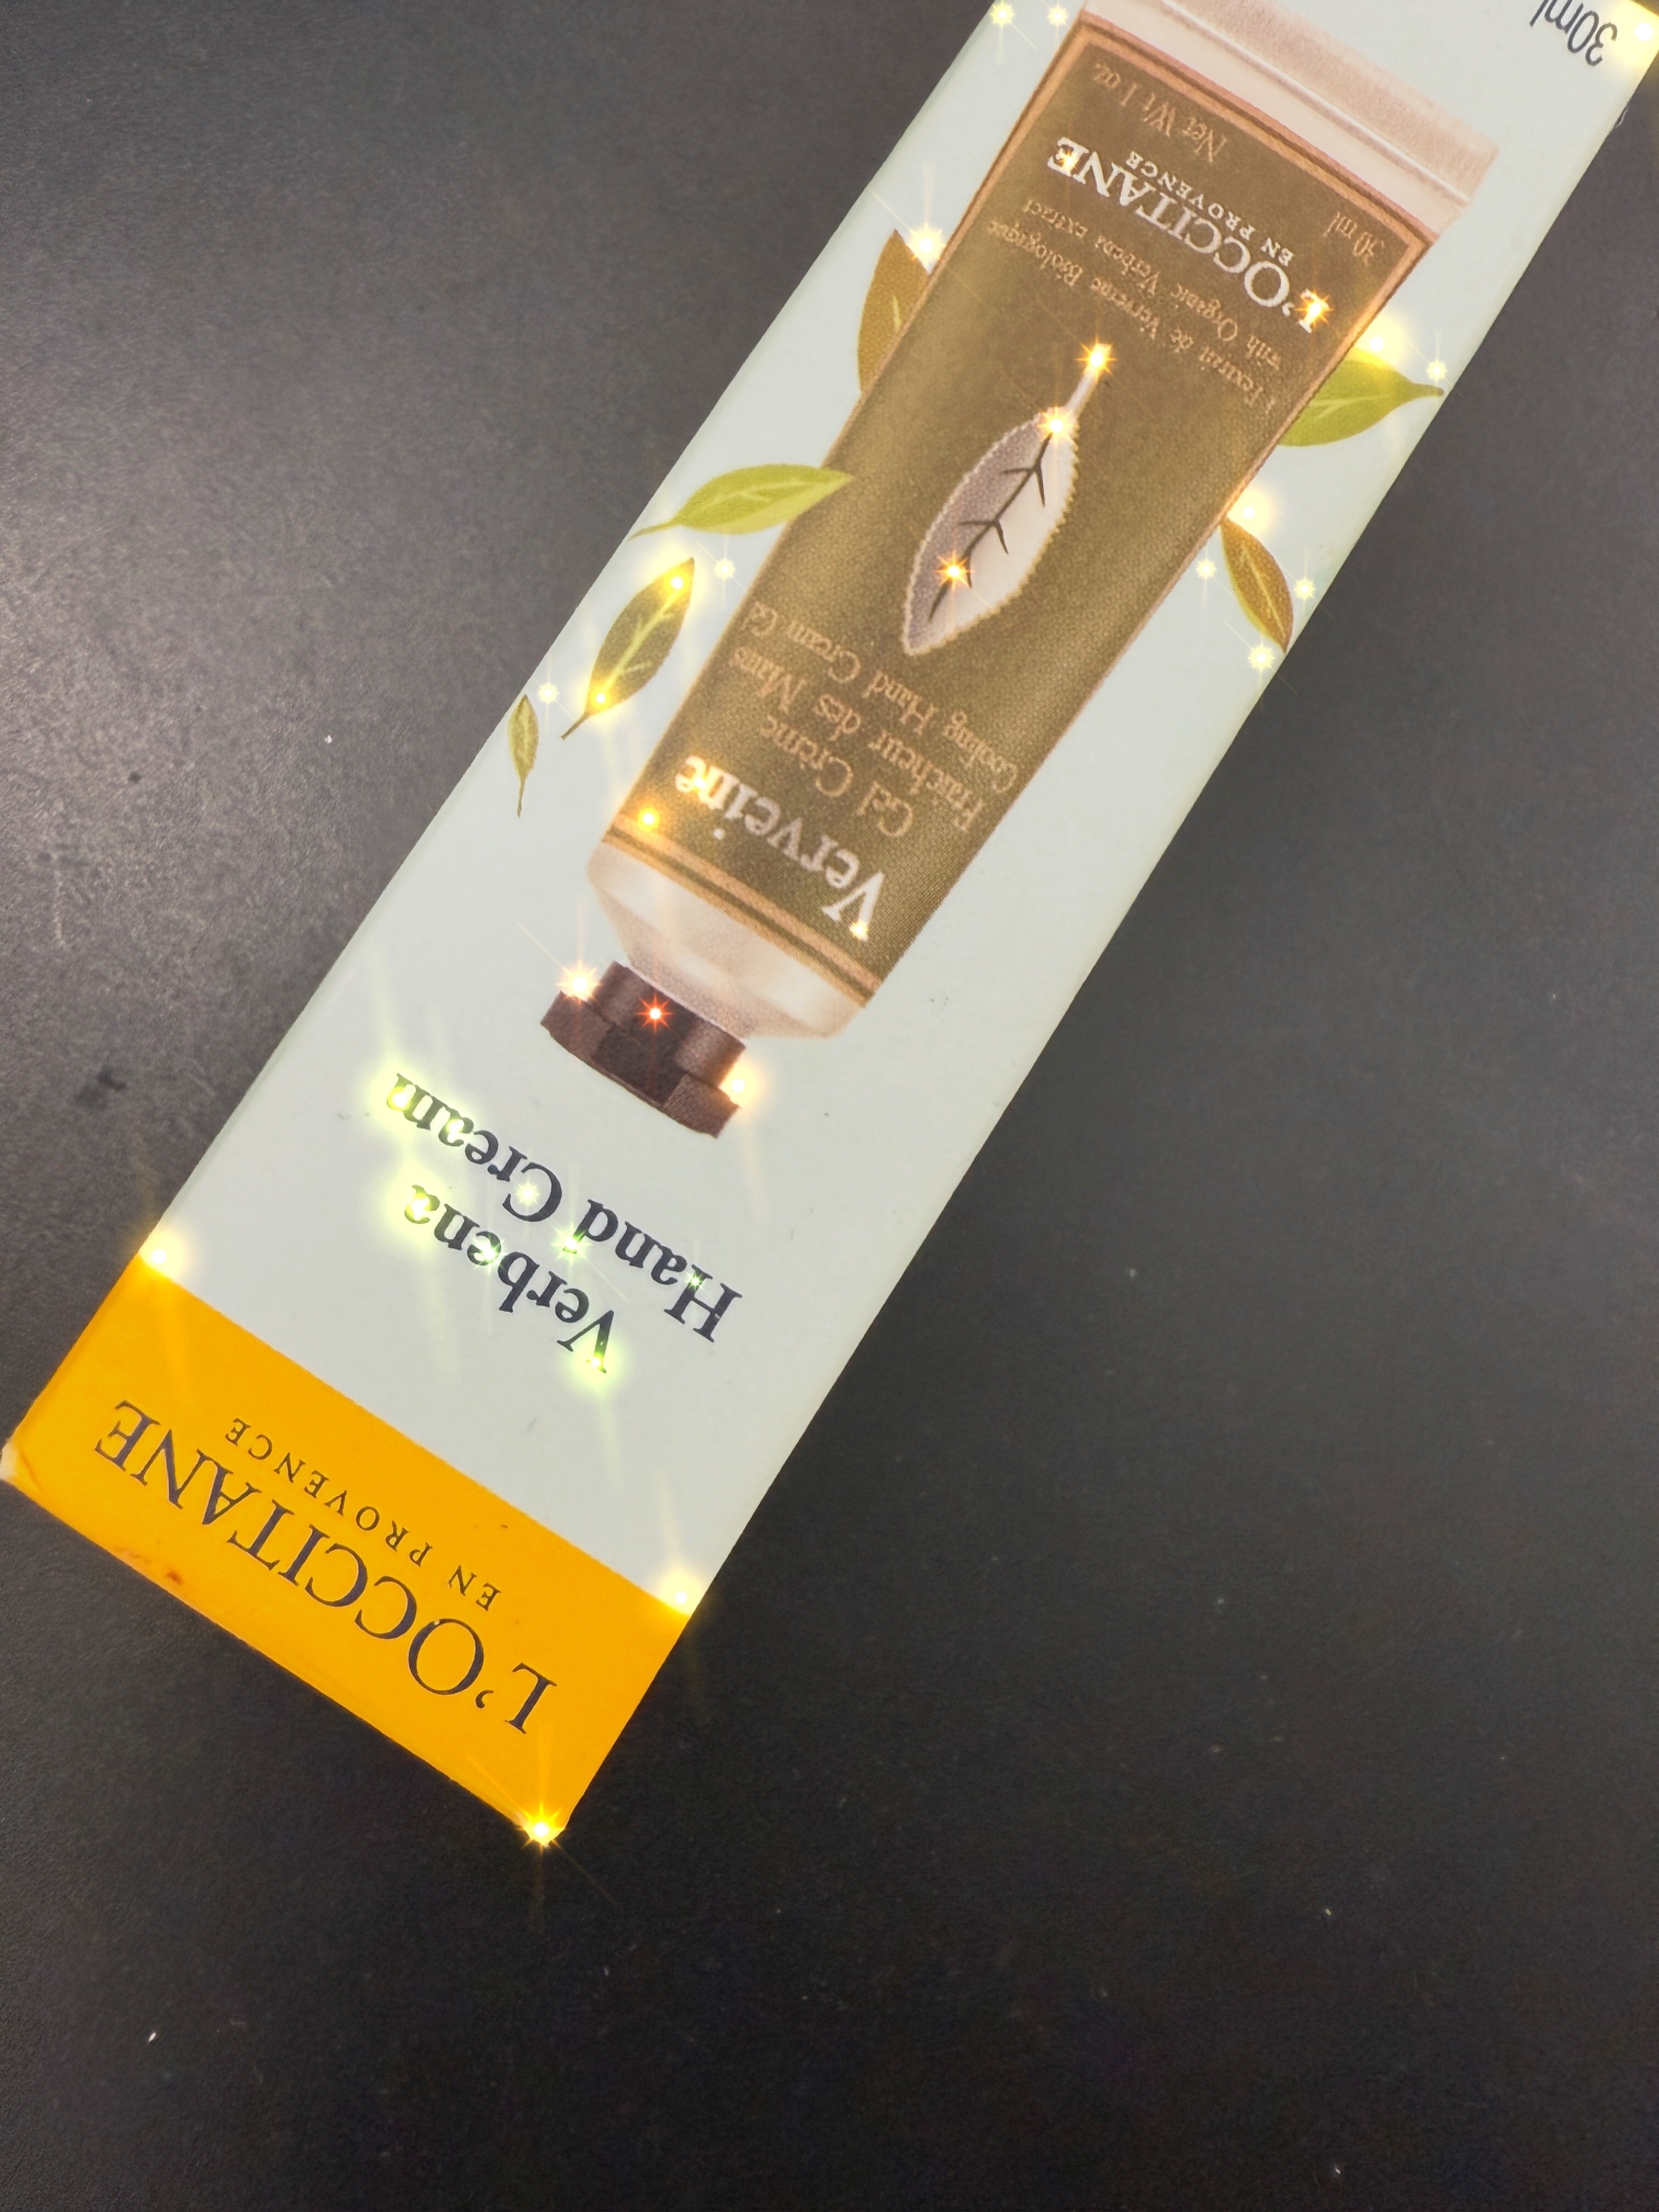 L'OCCITANE
EN PROVENCE
Verbena
Hand Cream
Verveine
Gel Crème
Fraîcheur des Mains
Cooling Hand Cream Gel
à l'extrait de Verveine Biologique
with Organic Verbena extract
L'OCCITANE
EN PROVENCE
30 ml Net Wt 1 oz.
30ml